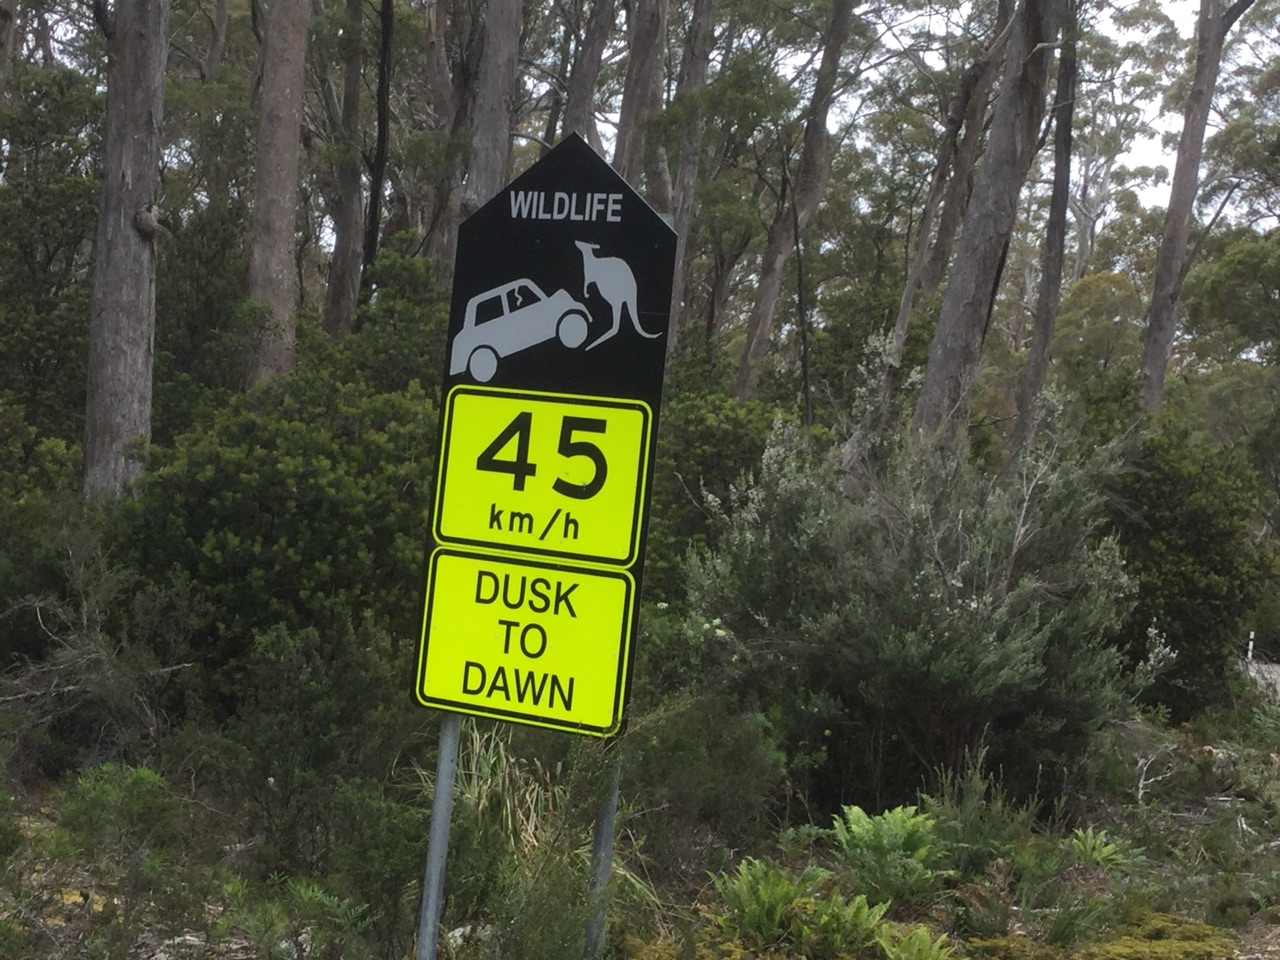 WILDLIFE
45
km/h
DUSK
TO
DAWN